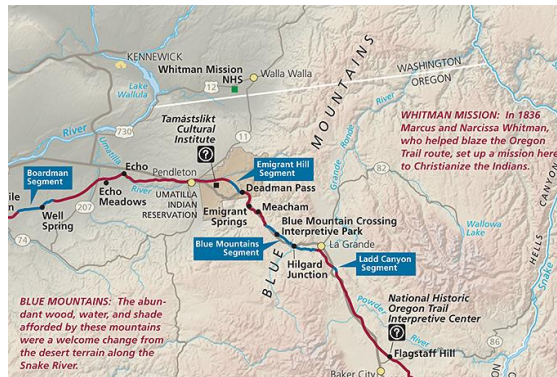 KENNEWICK
WASHINGTON
OREGON
Whitman Mission
NHS
Walla Walla
12
Lake
Wallula
MOUNTAINS
River
730
Umatilla
Tamástslikt
Cultural
Institute
11
River
WHITMAN MISSION: In 1836
Marcus and Narcissa Whitman,
who helped blaze the Oregon
Trail route, set up a mission here
to Christianize the Indians.
Grande Ronde
82
Boardman
Segment
Echo
Pendleton
Emigrant Hill
Segment
Deadman Pass
River
Echo
Meadows
UMATILLA
INDIAN
RESERVATION
Well
Spring
207
74
Emigrant
Springs
Meacham
Blue Mountain Crossing
Interpretive Park
Blue Mountains
Segment
La Grande
Hilgard
Junction
Ladd Canyon
Segment
Wallowa
Lake
HELLS
Snake
BLUE
BLUE MOUNTAINS: The abun-
dant wood, water, and shade
afforded by these mountains
were a welcome change from
the desert terrain along the
Snake River.
Powder
National Historic
Oregon Trail
Interpretive Center
86
Flagstaff Hill
Baker City